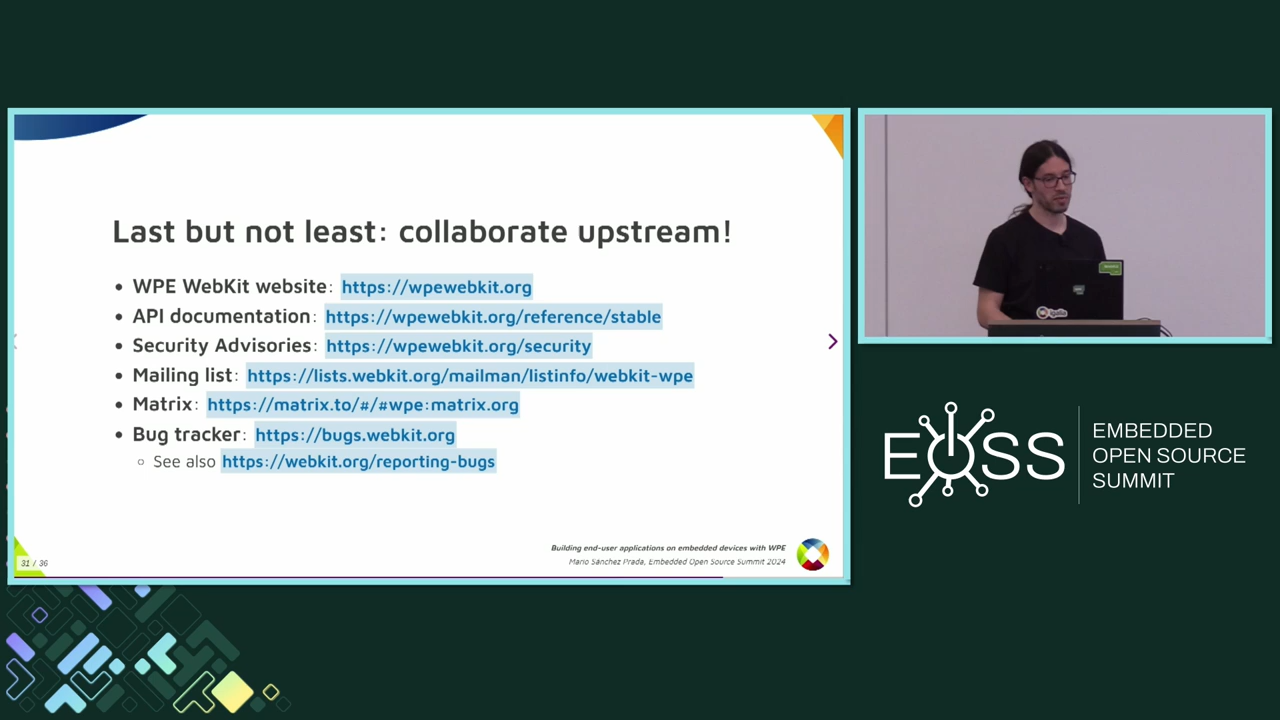 Last but not least: collaborate upstream!
WPE WebKit website: https://wpewebkit.org
API documentation: https://wpewebkit.org/reference/stable
Security Advisories: https://wpewebkit.org/security
Mailing list: https://lists.webkit.org/mailman/listinfo/webkit-wpe
Matrix: https://matrix.to/#/#wpe:matrix.org
Bug tracker: https://bugs.webkit.org
See also https://webkit.org/reporting-bugs
Building end-user applications on embedded devices with WPE
Mario Sánchez Prada, Embedded Open Source Summit 2024
31 / 36
EOSS
EMBEDDED
OPEN SOURCE
SUMMIT